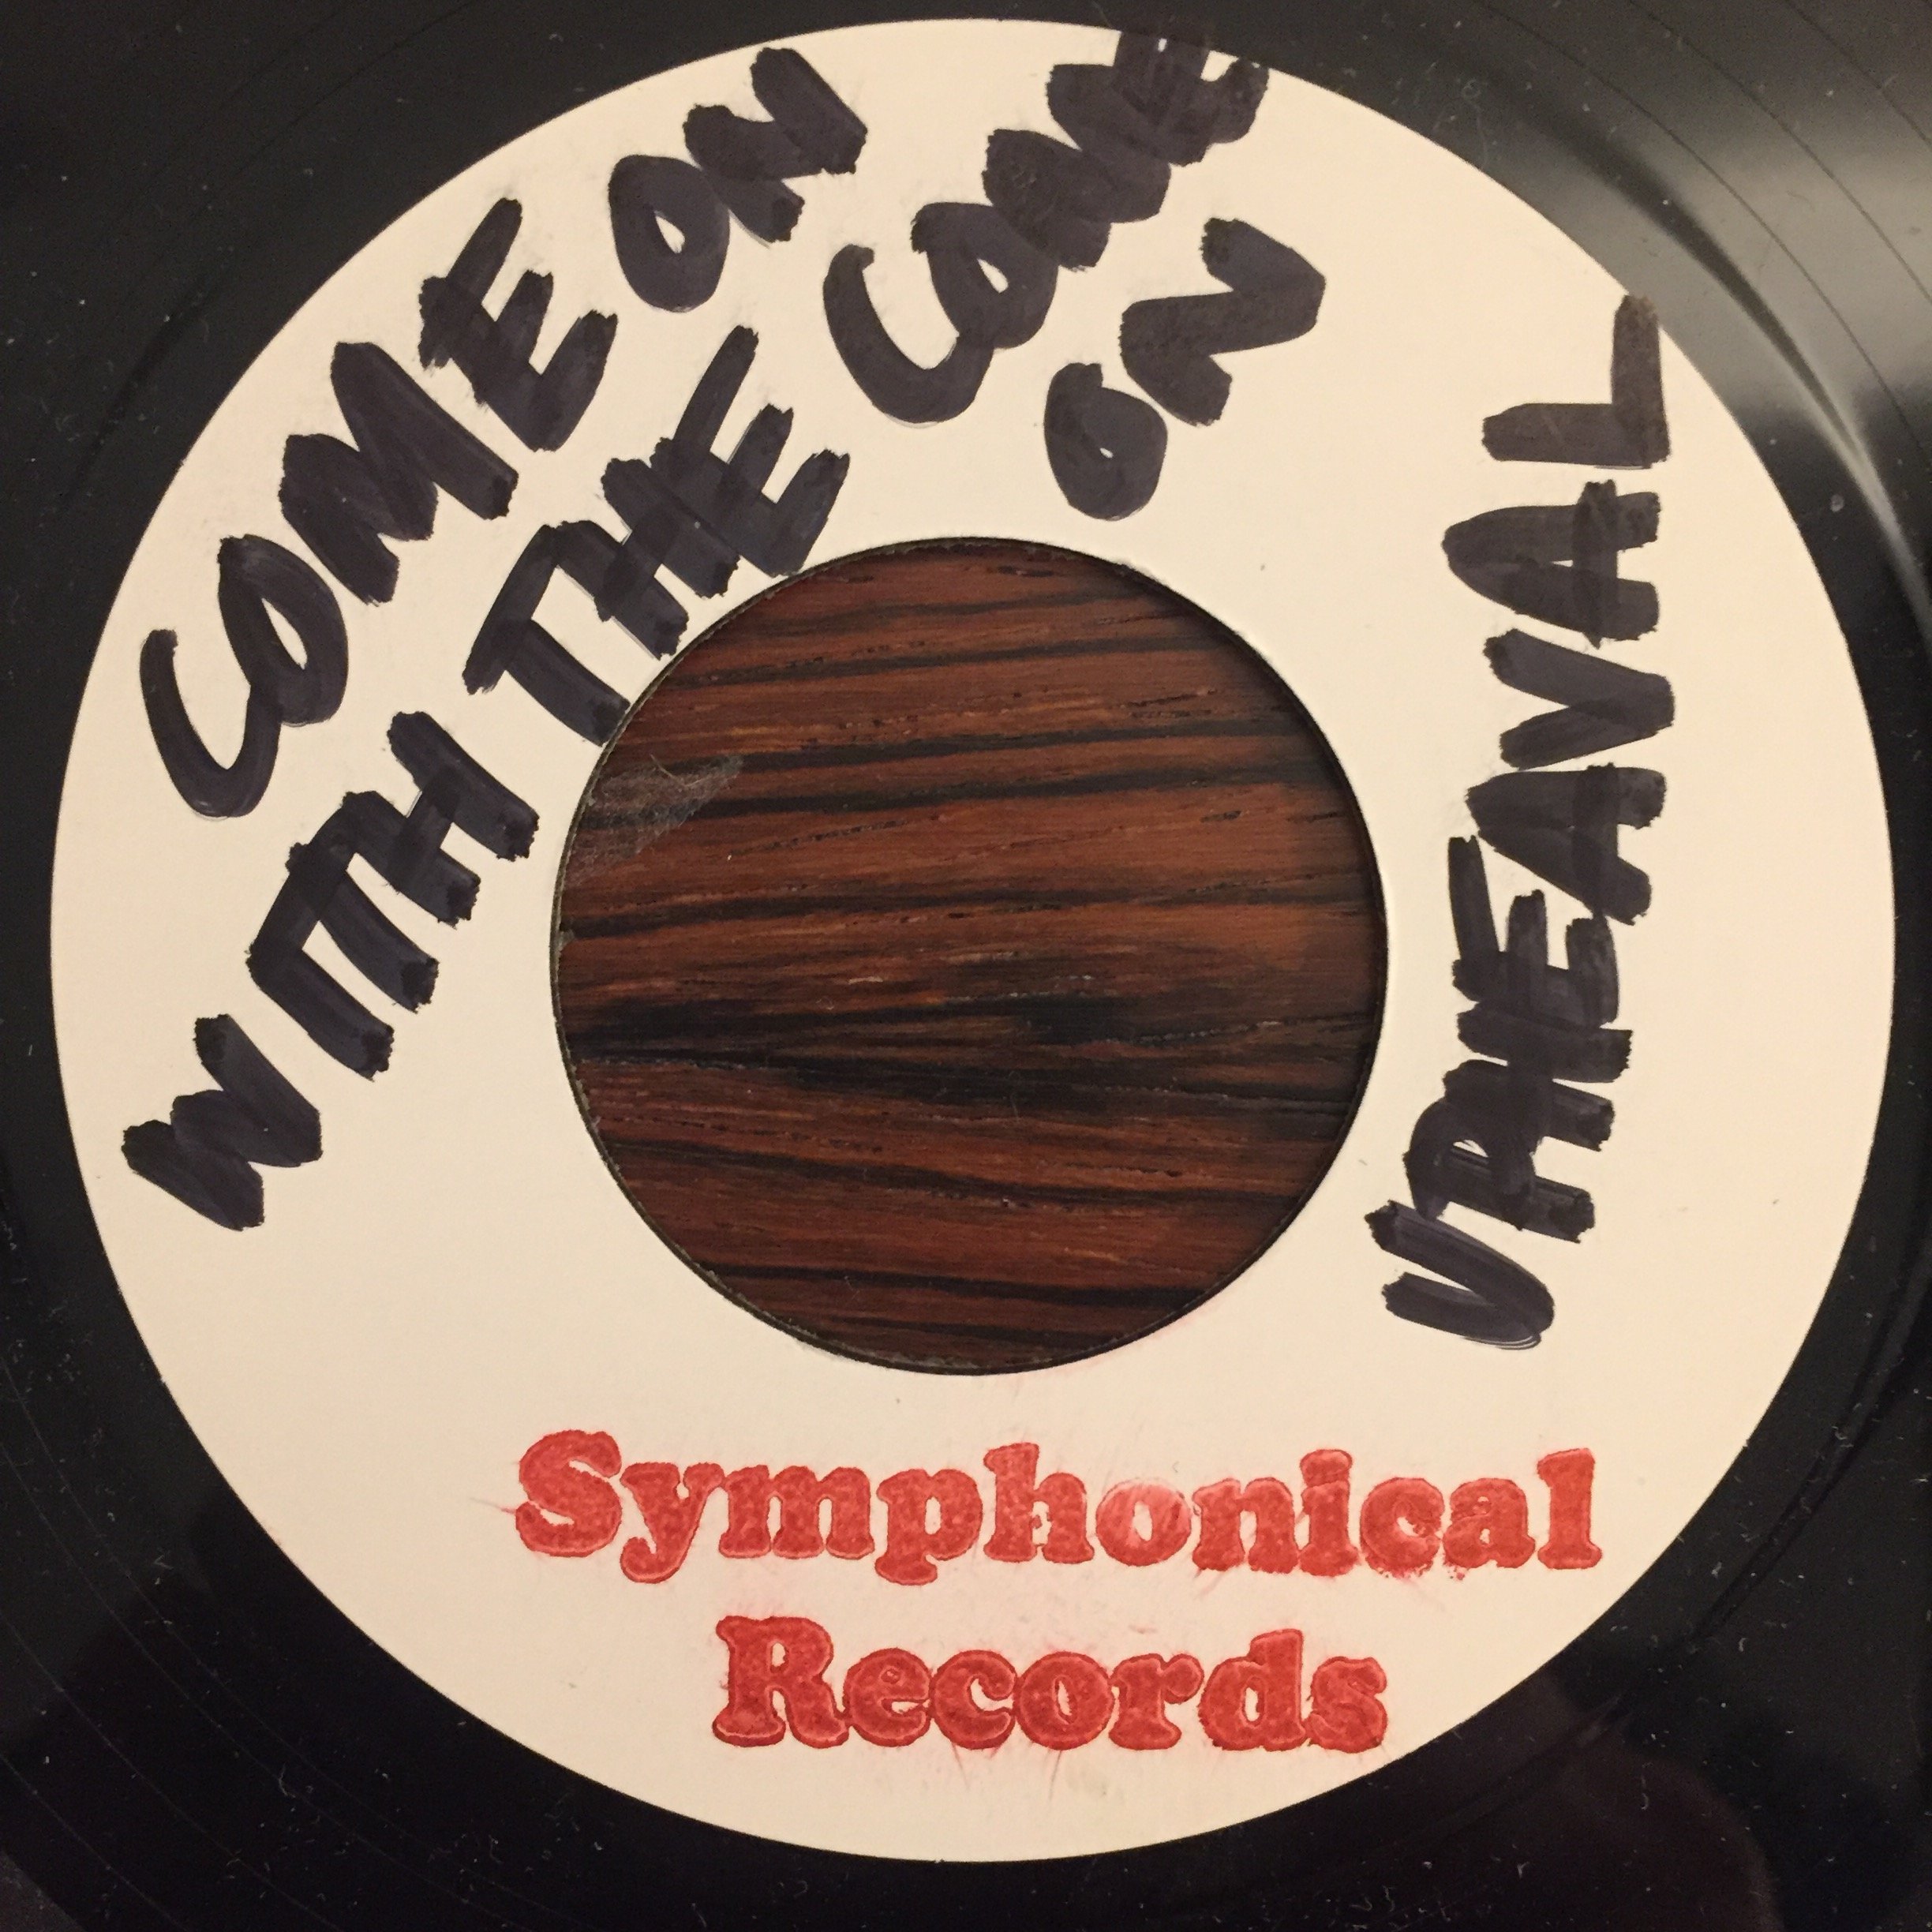 COME ON
WITH THE COME
ON
UPHEAVAL
Symphonical
Records